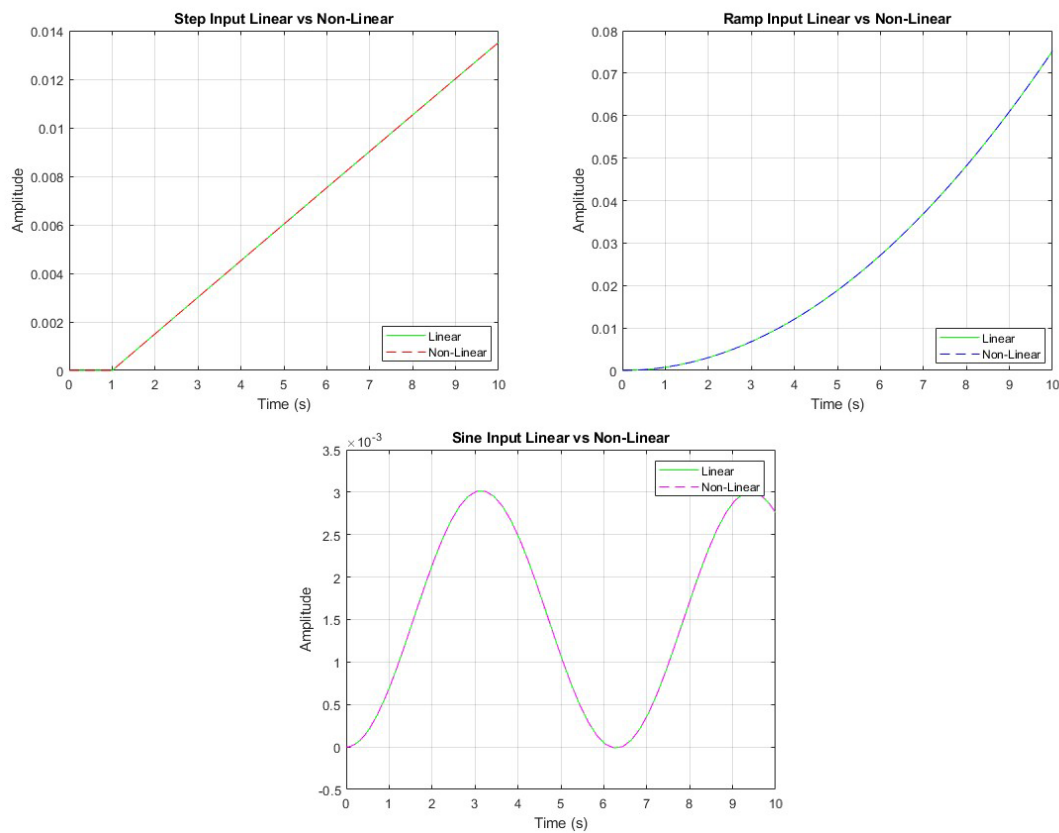 Step Input Linear vs Non-Linear
0.014
0.012
0.01
0.008
0.006
0.004
0.002
0
Amplitude
0 1 2 3 4 5 6 7 8 9 10
Time (s)
Linear
Non-Linear
Ramp Input Linear vs Non-Linear
0.08
0.07
0.06
0.05
0.04
0.03
0.02
0.01
0
Amplitude
0 1 2 3 4 5 6 7 8 9 10
Time (s)
Linear
Non-Linear
Sine Input Linear vs Non-Linear
×10⁻³
3.5
3
2.5
2
1.5
1
0.5
0
-0.5
Amplitude
0 1 2 3 4 5 6 7 8 9 10
Time (s)
Linear
Non-Linear